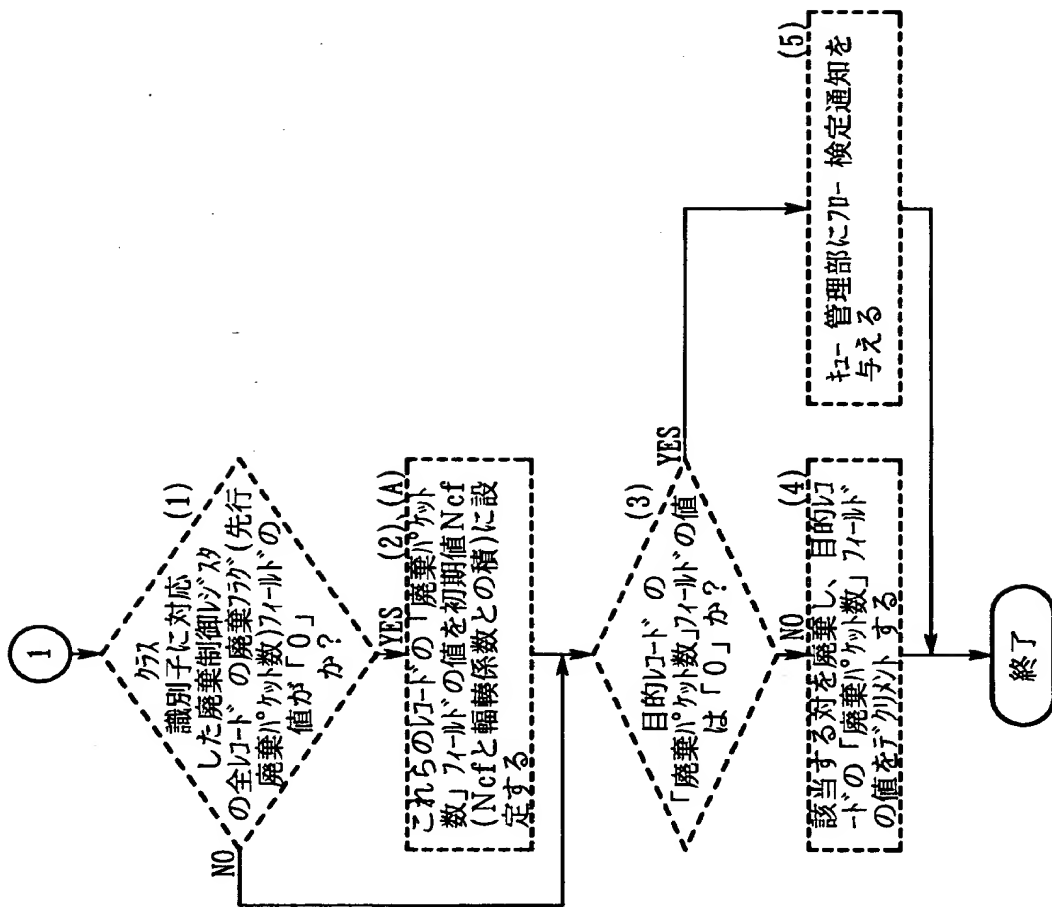 1
(1)
クラス
識別子に対応
した廃棄制御レジスタ
の全レコード の廃棄フラグ(先行
廃棄パケット数)フィールドの
値が「0」
か?
NO
YES
(2),(A)
これらのレコードの「廃棄パケット
数」フィールドの値を初期値Ncf
(Ncfと輻輳係数との積)に設
定する
(3)
目的レコード の
「廃棄パケット数」フィールドの値
は「0」か?
YES
NO
(4)
該当する対を廃棄し、目的レコ
ードの「廃棄パケット数」フィールド
の値をデクリメント する
(5)
キュー 管理部にフロー 検定通知を
与える
終了